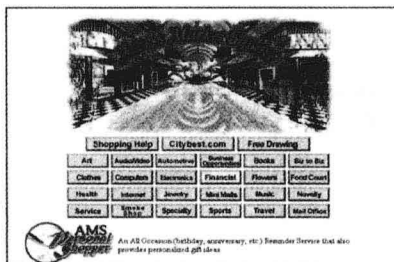 Shopping Help Citybest.com Free Drawing
Art Audio/Video Automotive Business Opportunities Books Biz to Biz
Clothes Computers Electronics Financial Flowers Food Court
Health Internet Jewelry Mini Malls Music Novelty
Service Smoke Shop Specialty Sports Travel Mall Office
AMS
Personal
Shopper
An All Occasion (birthday, anniversary, etc.) Reminder Service that also
provides personalized gift ideas